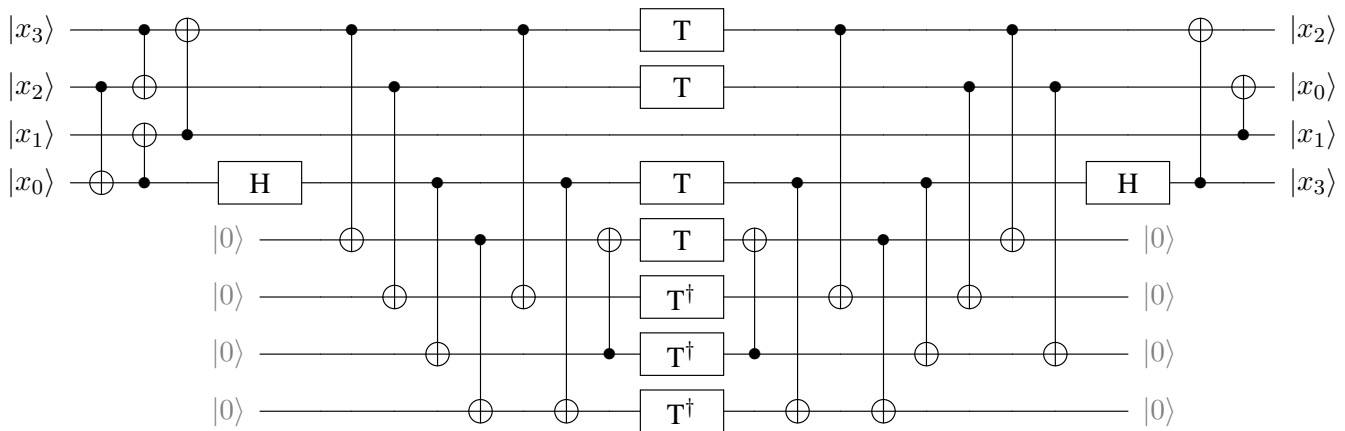 |x₃⟩ T |x₂⟩
|x₂⟩ T |x₀⟩
|x₁⟩ |x₁⟩
|x₀⟩ H T H |x₃⟩
|0⟩ T |0⟩
|0⟩ T† |0⟩
|0⟩ T† |0⟩
|0⟩ T† |0⟩